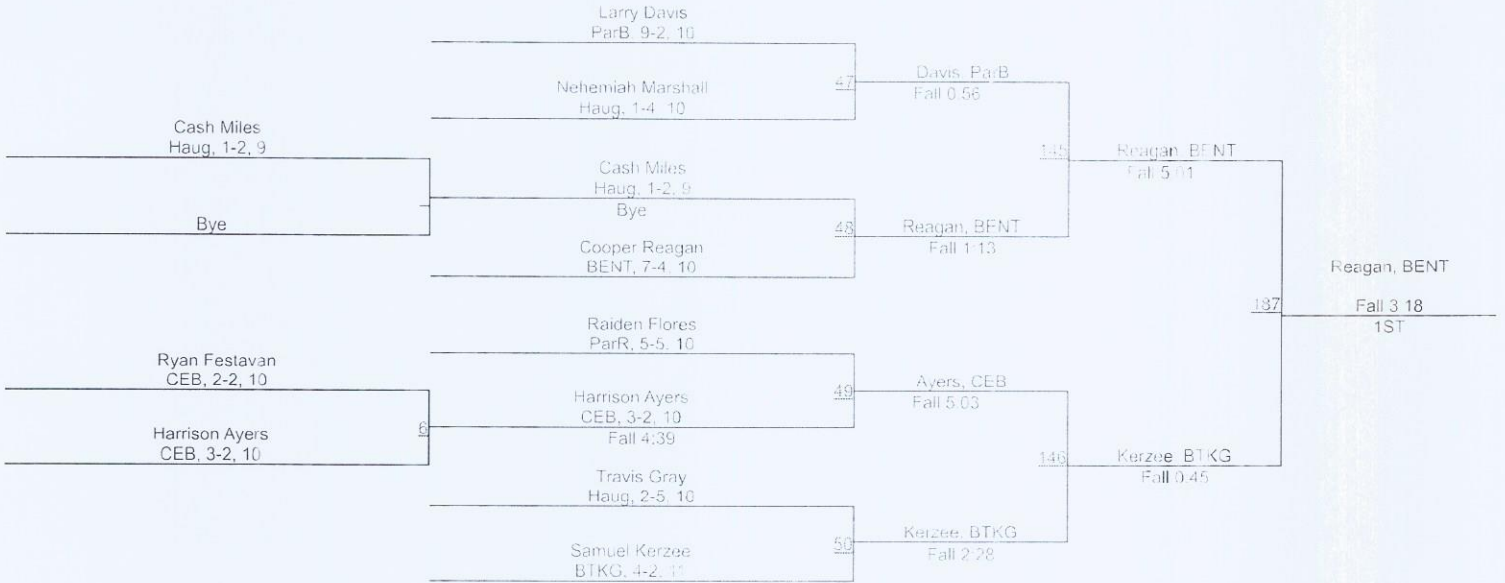 Larry Davis
ParB, 9-2, 10
Nehemiah Marshall
Haug, 1-4, 10
47
Davis, ParB
Fall 0:56
Cash Miles
Haug, 1-2, 9
Bye
Cash Miles
Haug, 1-2, 9
Bye
Cooper Reagan
BENT, 7-4, 10
48
Reagan, BENT
Fall 1:13
145
Reagan, BENT
Fall 5:01
Raiden Flores
ParR, 5-5, 10
Ryan Festavan
CEB, 2-2, 10
Harrison Ayers
CEB, 3-2, 10
6
Harrison Ayers
CEB, 3-2, 10
Fall 4:39
49
Ayers, CEB
Fall 5:03
Travis Gray
Haug, 2-5, 10
Samuel Kerzee
BTKG, 4-2, 11
50
Kerzee, BTKG
Fall 2:28
146
Kerzee, BTKG
Fall 0:45
187
Reagan, BENT
Fall 3:18
1ST